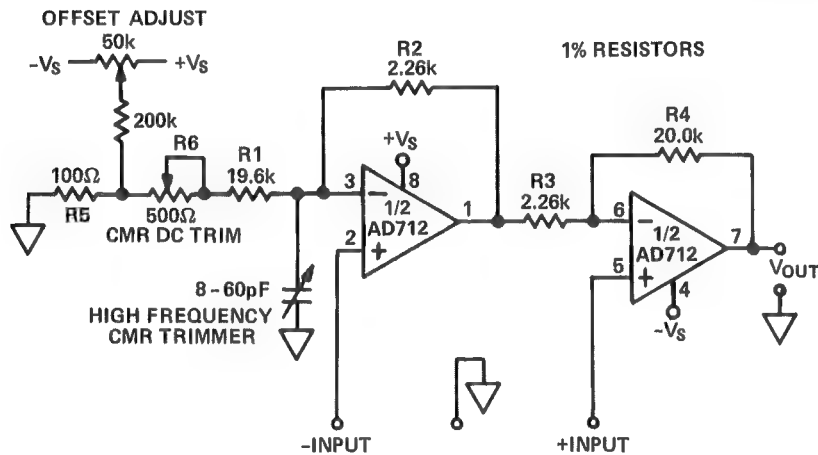 OFFSET ADJUST
50k
–VS
+VS
200k
R6
100Ω
R5
500Ω
CMR DC TRIM
R1
19.6k
8–60pF
HIGH FREQUENCY
CMR TRIMMER
R2
2.26k
+VS
8
3
–
1/2
AD712
2
+
1
–INPUT
R3
2.26k
1% RESISTORS
R4
20.0k
6
–
1/2
AD712
5
+
7
4
–VS
VOUT
+INPUT